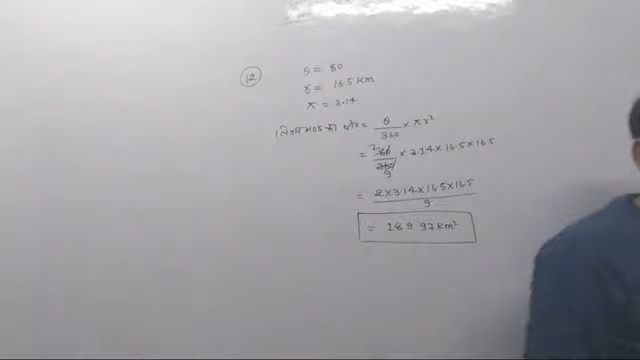 12
θ = 80
r = 16.5 km
π = 3.14
त्रिज्यखंड का क्षे० = θ/360 × πr²
= 2 80/360 9 × 3.14 × 16.5 × 16.5
= 2 × 3.14 × 16.5 × 16.5 / 9
= 189.97 km²